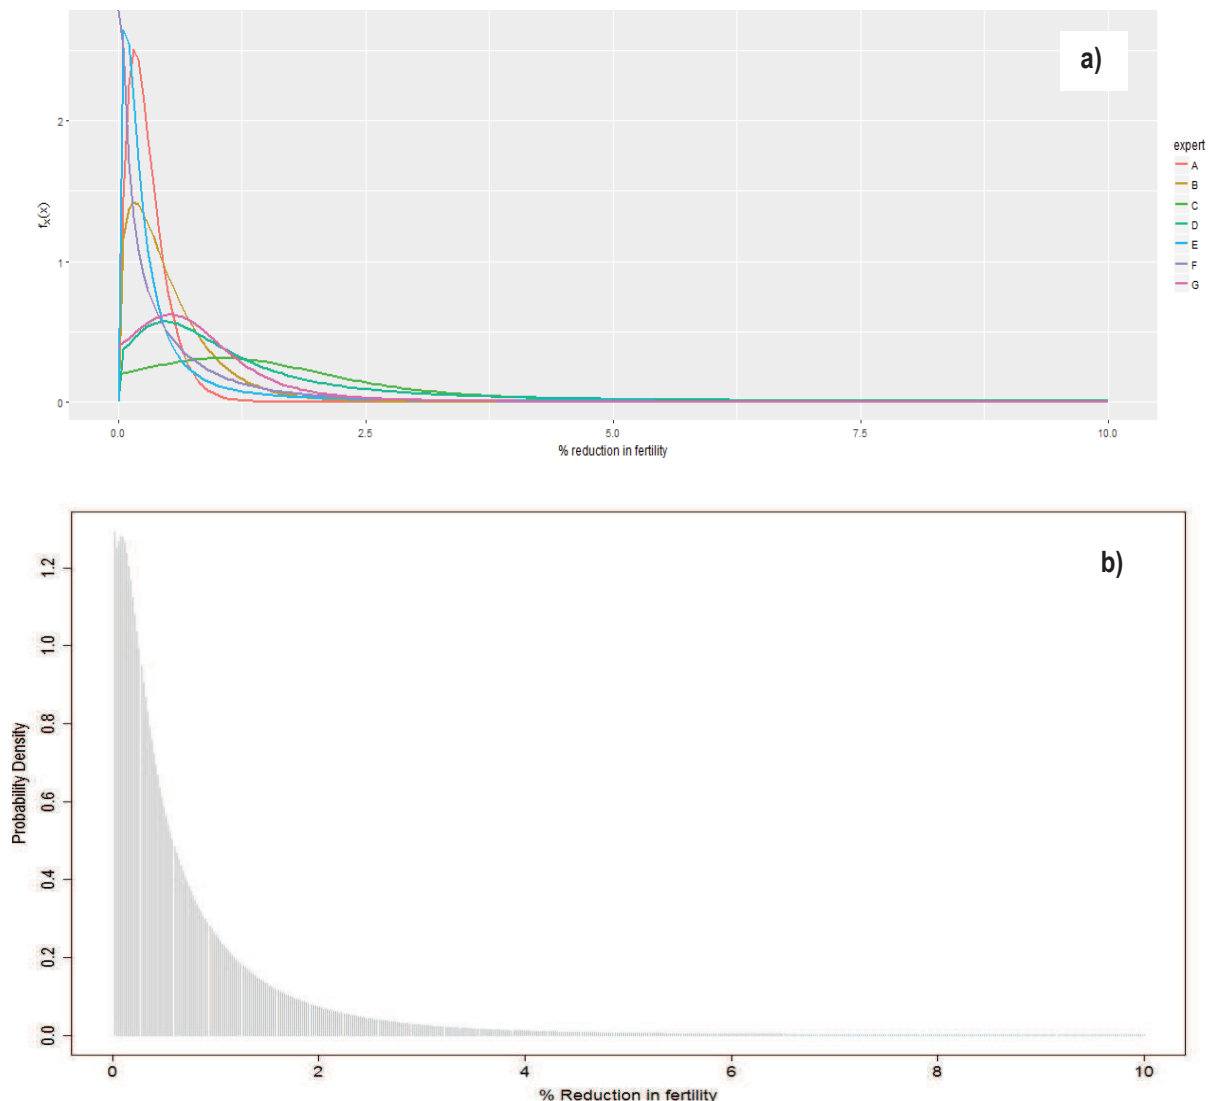 a)
2
1
0
fx(x)
0.0 2.5 5.0 7.5 10.0
% reduction in fertility
expert
A
B
C
D
E
F
G
b)
1.2
1.0
0.8
0.6
0.4
0.2
0.0
Probability Density
0 2 4 6 8 10
% Reduction in fertility